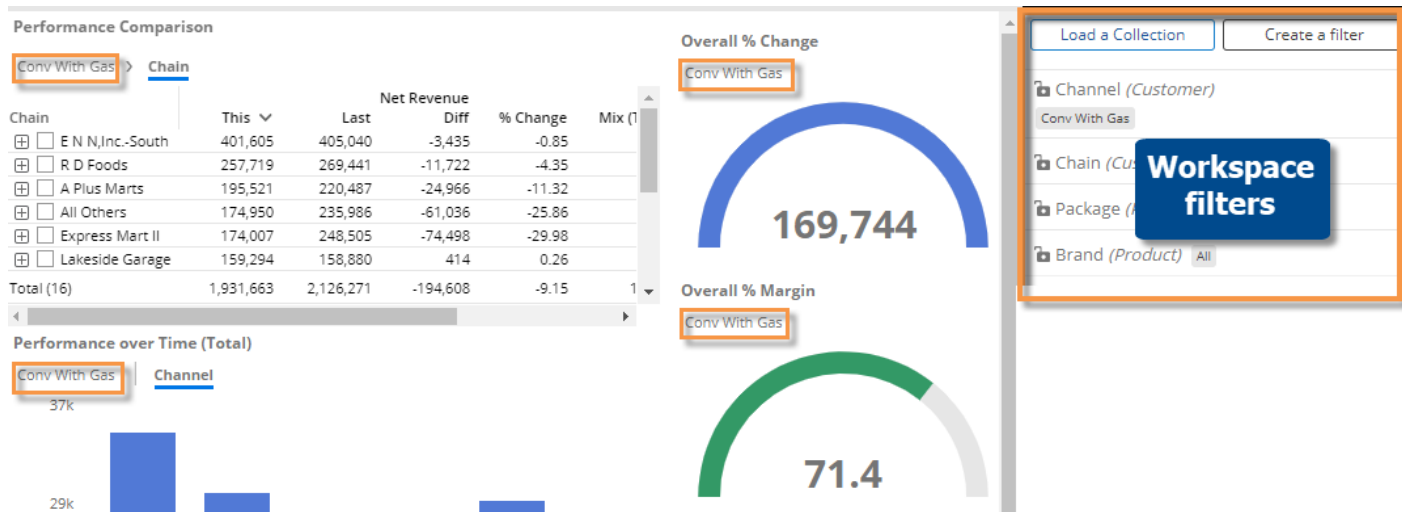 Performance Comparison
Conv With Gas > Chain
Net Revenue
Chain This Last Diff % Change Mix (T
E N N,Inc.-South 401,605 405,040 -3,435 -0.85
R D Foods 257,719 269,441 -11,722 -4.35
A Plus Marts 195,521 220,487 -24,966 -11.32
All Others 174,950 235,986 -61,036 -25.86
Express Mart II 174,007 248,505 -74,498 -29.98
Lakeside Garage 159,294 158,880 414 0.26
Total (16) 1,931,663 2,126,271 -194,608 -9.15 1
Performance over Time (Total)
Conv With Gas Channel
37k
29k
Overall % Change
Conv With Gas
169,744
Overall % Margin
Conv With Gas
71.4
Load a Collection Create a filter
Channel (Customer)
Conv With Gas
Chain (Cus
Package (
Brand (Product) All
Workspace
filters